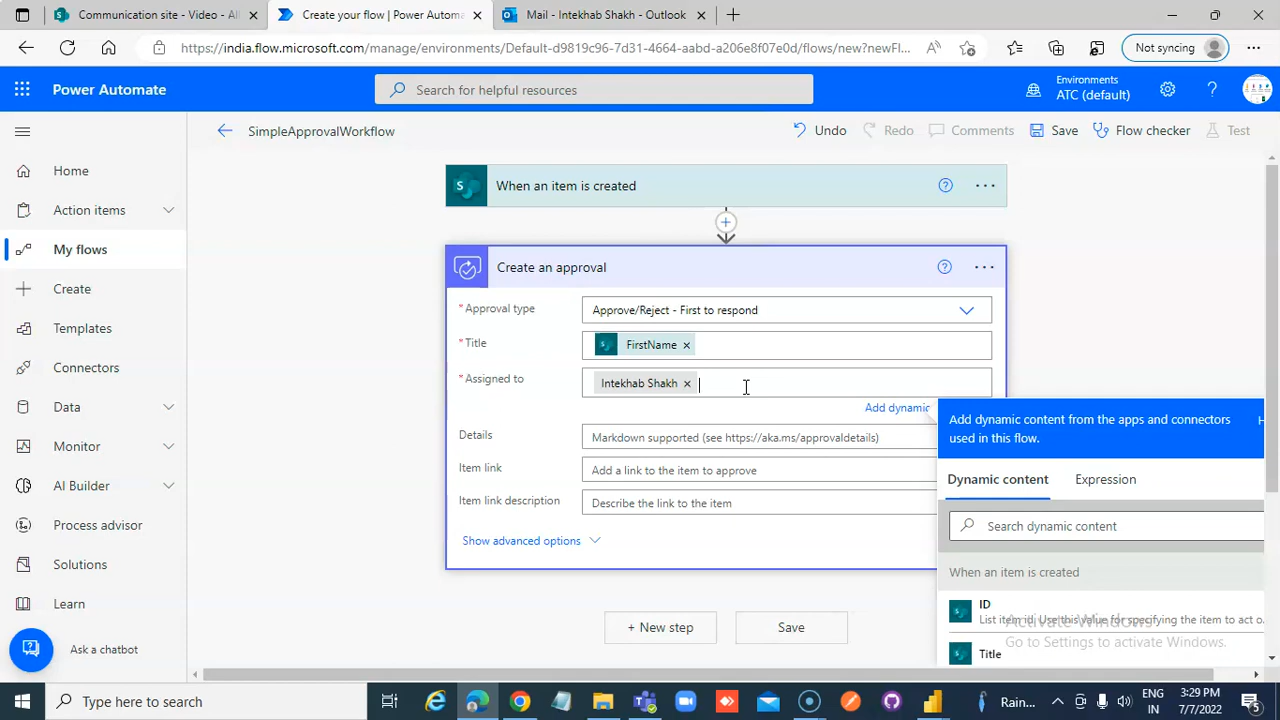 Communication site - Video - All
Create your flow | Power Automate
Mail - Intekhab Shakh - Outlook
https://india.flow.microsoft.com/manage/environments/Default-d9819c96-7d31-4664-aabd-a206e8f07e0d/flows/new?newFl...
Not syncing
Power Automate
Search for helpful resources
Environments
ATC (default)
SimpleApprovalWorkflow
Undo
Redo
Comments
Save
Flow checker
Test
Home
Action items
My flows
Create
Templates
Connectors
Data
Monitor
AI Builder
Process advisor
Solutions
Learn
Ask a chatbot
When an item is created
Create an approval
* Approval type
Approve/Reject - First to respond
* Title
FirstName
* Assigned to
Intekhab Shakh
Add dynamic
Details
Markdown supported (see https://aka.ms/approvaldetails)
Item link
Add a link to the item to approve
Item link description
Describe the link to the item
Show advanced options
+ New step
Save
Add dynamic content from the apps and connectors
used in this flow.
Dynamic content
Expression
Search dynamic content
When an item is created
ID
List item id. Use this value for specifying the item to act o.
Title
Activate Windows
Go to Settings to activate Windows.
Type here to search
Rain...
ENG
IN
3:29 PM
7/7/2022
5